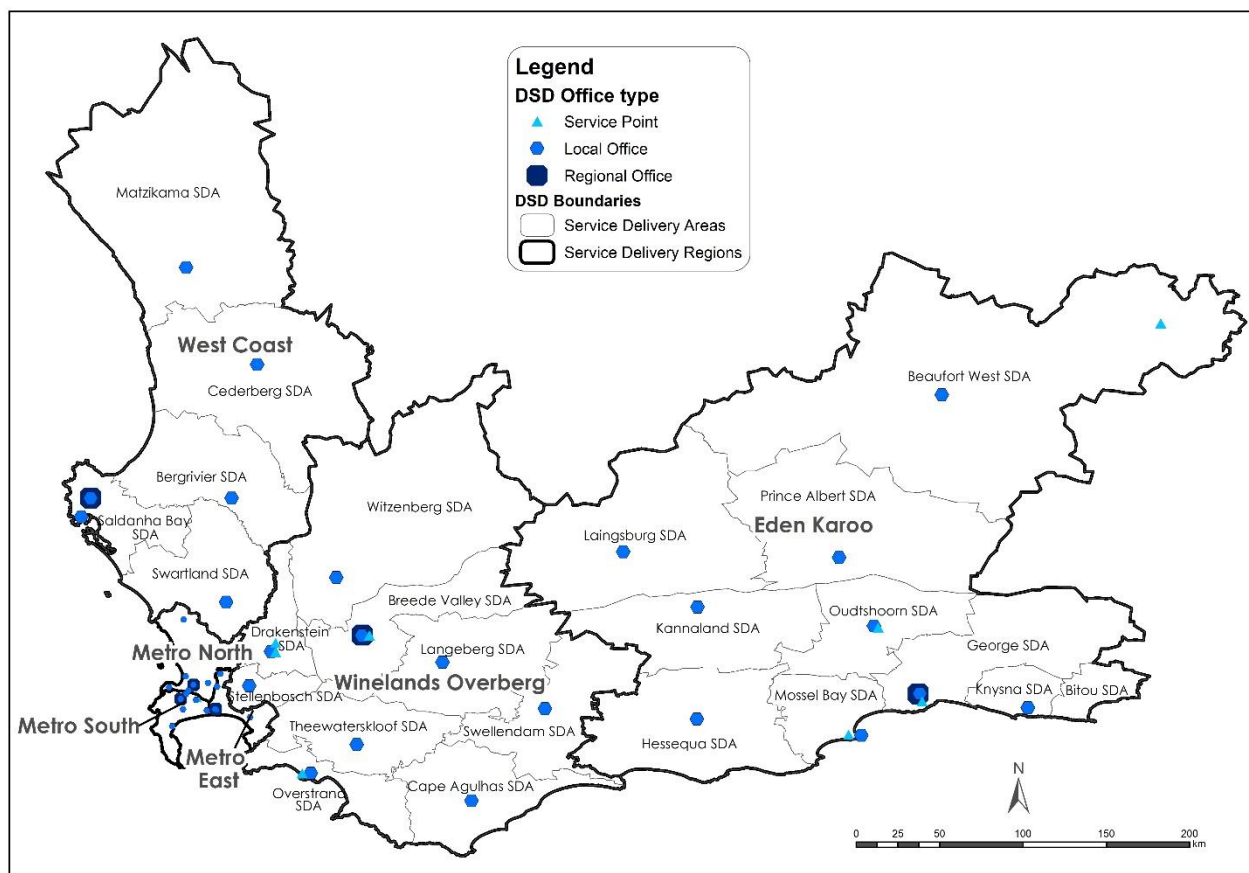 Legend
DSD Office type
Service Point
Local Office
Regional Office
DSD Boundaries
Service Delivery Areas
Service Delivery Regions
Matzikama SDA
West Coast
Cederberg SDA
Beaufort West SDA
Bergrivier SDA
Witzenberg SDA
Prince Albert SDA
Saldanha Bay
SDA
Eden Karoo
Laingsburg SDA
Swartland SDA
Breede Valley SDA
Oudtshoorn SDA
Kannaland SDA
Drakenstein
SDA
Metro North
Langeberg SDA
George SDA
Winelands Overberg
Stellenbosch SDA
Mossel Bay SDA
Knysna SDA
Bitou SDA
Metro South
Theewaterskloof SDA
Swellendam SDA
Hessequa SDA
Metro
East
Overstrand
SDA
Cape Agulhas SDA
N
0 25 50 100 150 200
km